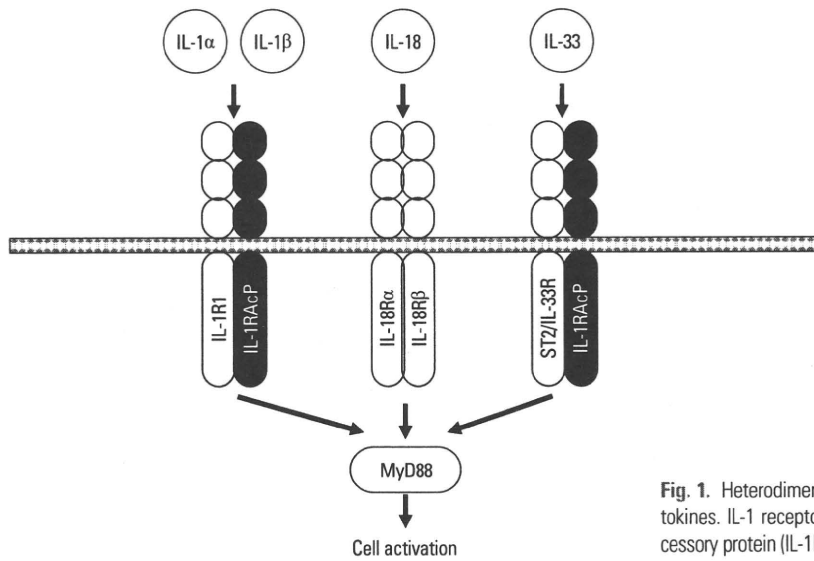 IL-1α
IL-1β
IL-18
IL-33
IL-1R1
IL-1RAcP
IL-18Rα
IL-18Rβ
ST2/IL-33R
IL-1RAcP
MyD88
Cell activation
Fig. 1. Heterodimer
tokines. IL-1 recepto
cessory protein (IL-1